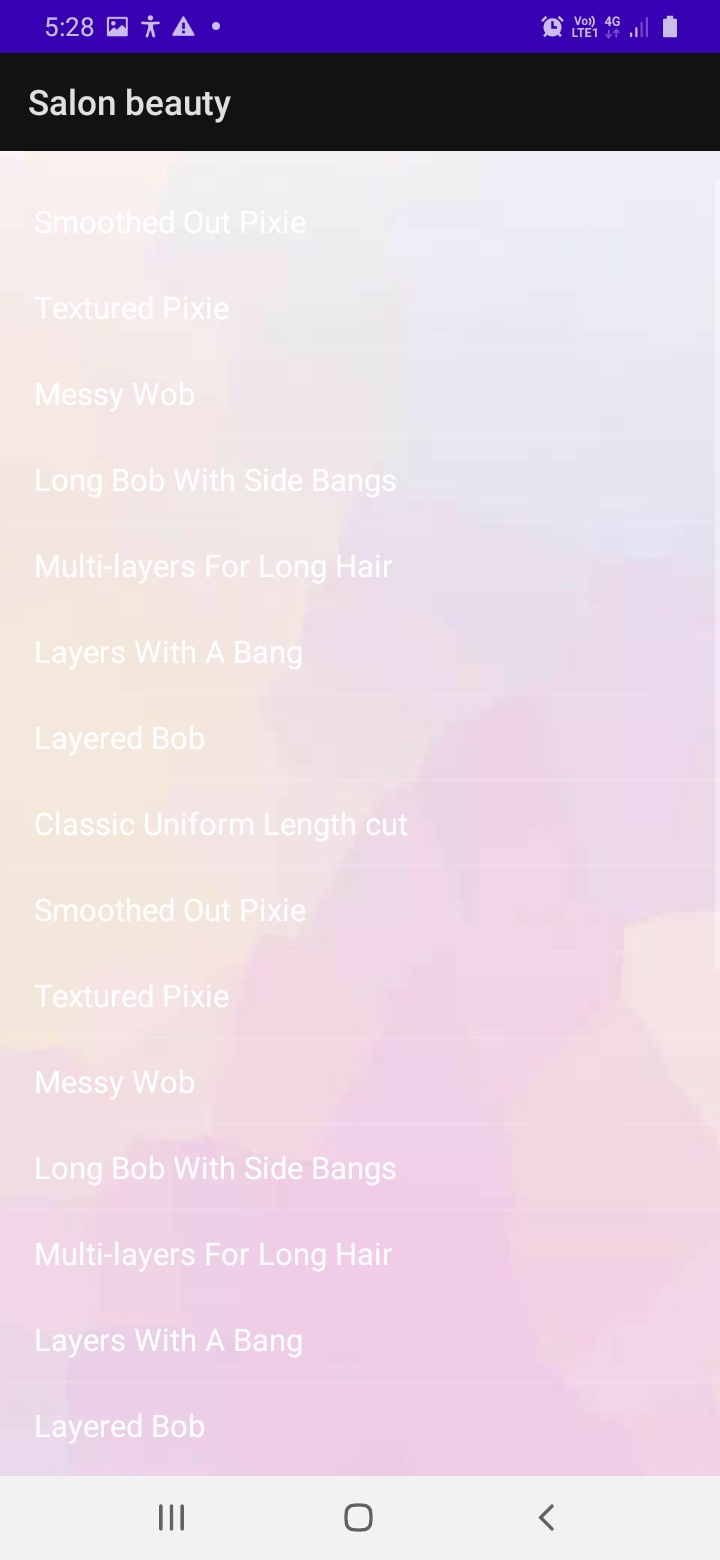 5:28
Vo)) LTE1 4G
Salon beauty
Smoothed Out Pixie
Textured Pixie
Messy Wob
Long Bob With Side Bangs
Multi-layers For Long Hair
Layers With A Bang
Layered Bob
Classic Uniform Length cut
Smoothed Out Pixie
Textured Pixie
Messy Wob
Long Bob With Side Bangs
Multi-layers For Long Hair
Layers With A Bang
Layered Bob